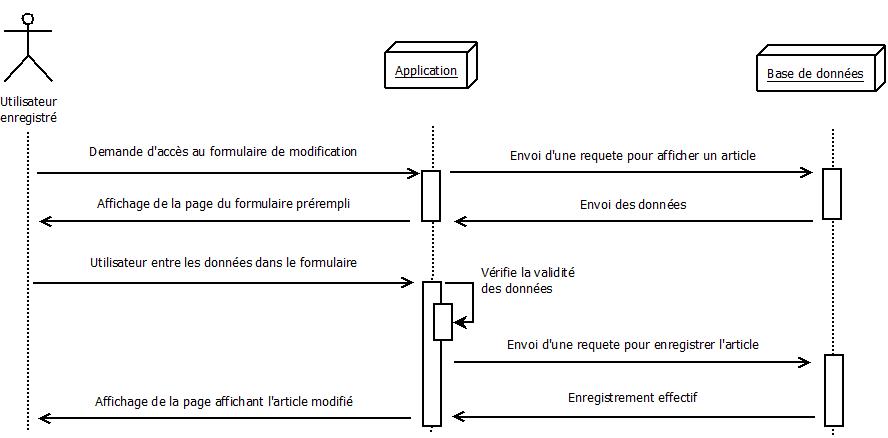 Application
Base de données
Utilisateur
enregistré
Demande d'accès au formulaire de modification
Envoi d'une requete pour afficher un article
Affichage de la page du formulaire prérempli
Envoi des données
Utilisateur entre les données dans le formulaire
Vérifie la validité
des données
Envoi d'une requete pour enregistrer l'article
Affichage de la page affichant l'article modifié
Enregistrement effectif